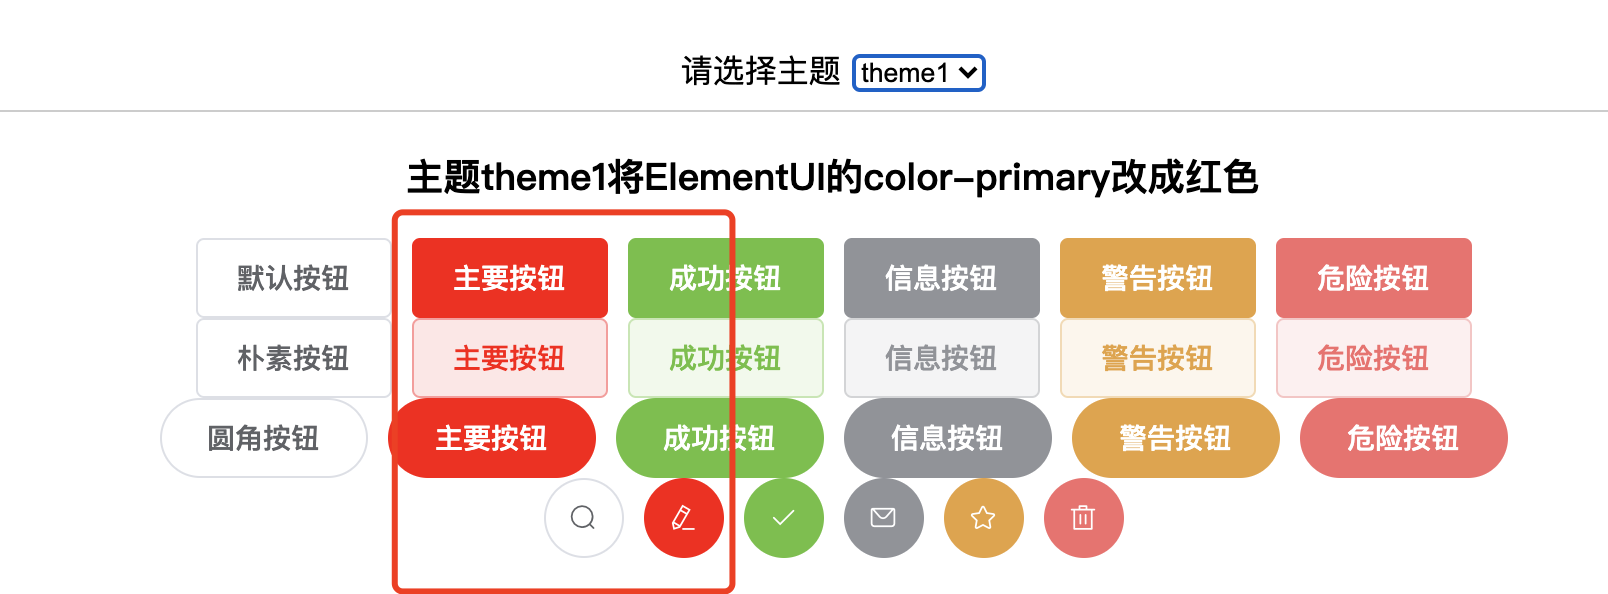 请选择主题 theme1
主题theme1将ElementUI的color-primary改成红色
默认按钮 主要按钮 成功按钮 信息按钮 警告按钮 危险按钮
朴素按钮 主要按钮 成功按钮 信息按钮 警告按钮 危险按钮
圆角按钮 主要按钮 成功按钮 信息按钮 警告按钮 危险按钮